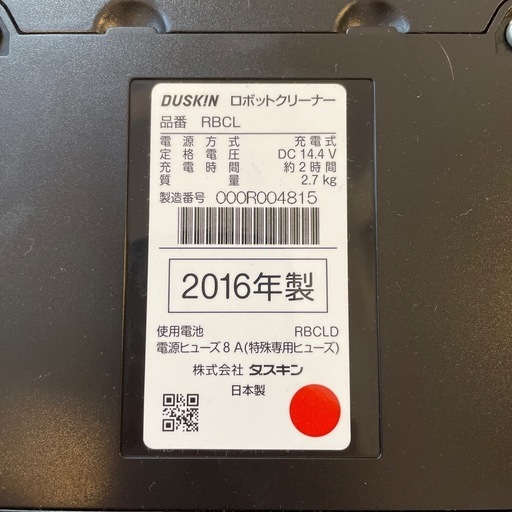 DUSKIN ロボットクリーナー
品番 RBCL
電源方式 充電式
定格電圧 DC 14.4 V
充電時間 約2時間
質量 2.7 kg
製造番号 000R004815
2016年製
使用電池 RBCLD
電源ヒューズ 8 A(特殊専用ヒューズ)
株式会社 ダスキン
日本製